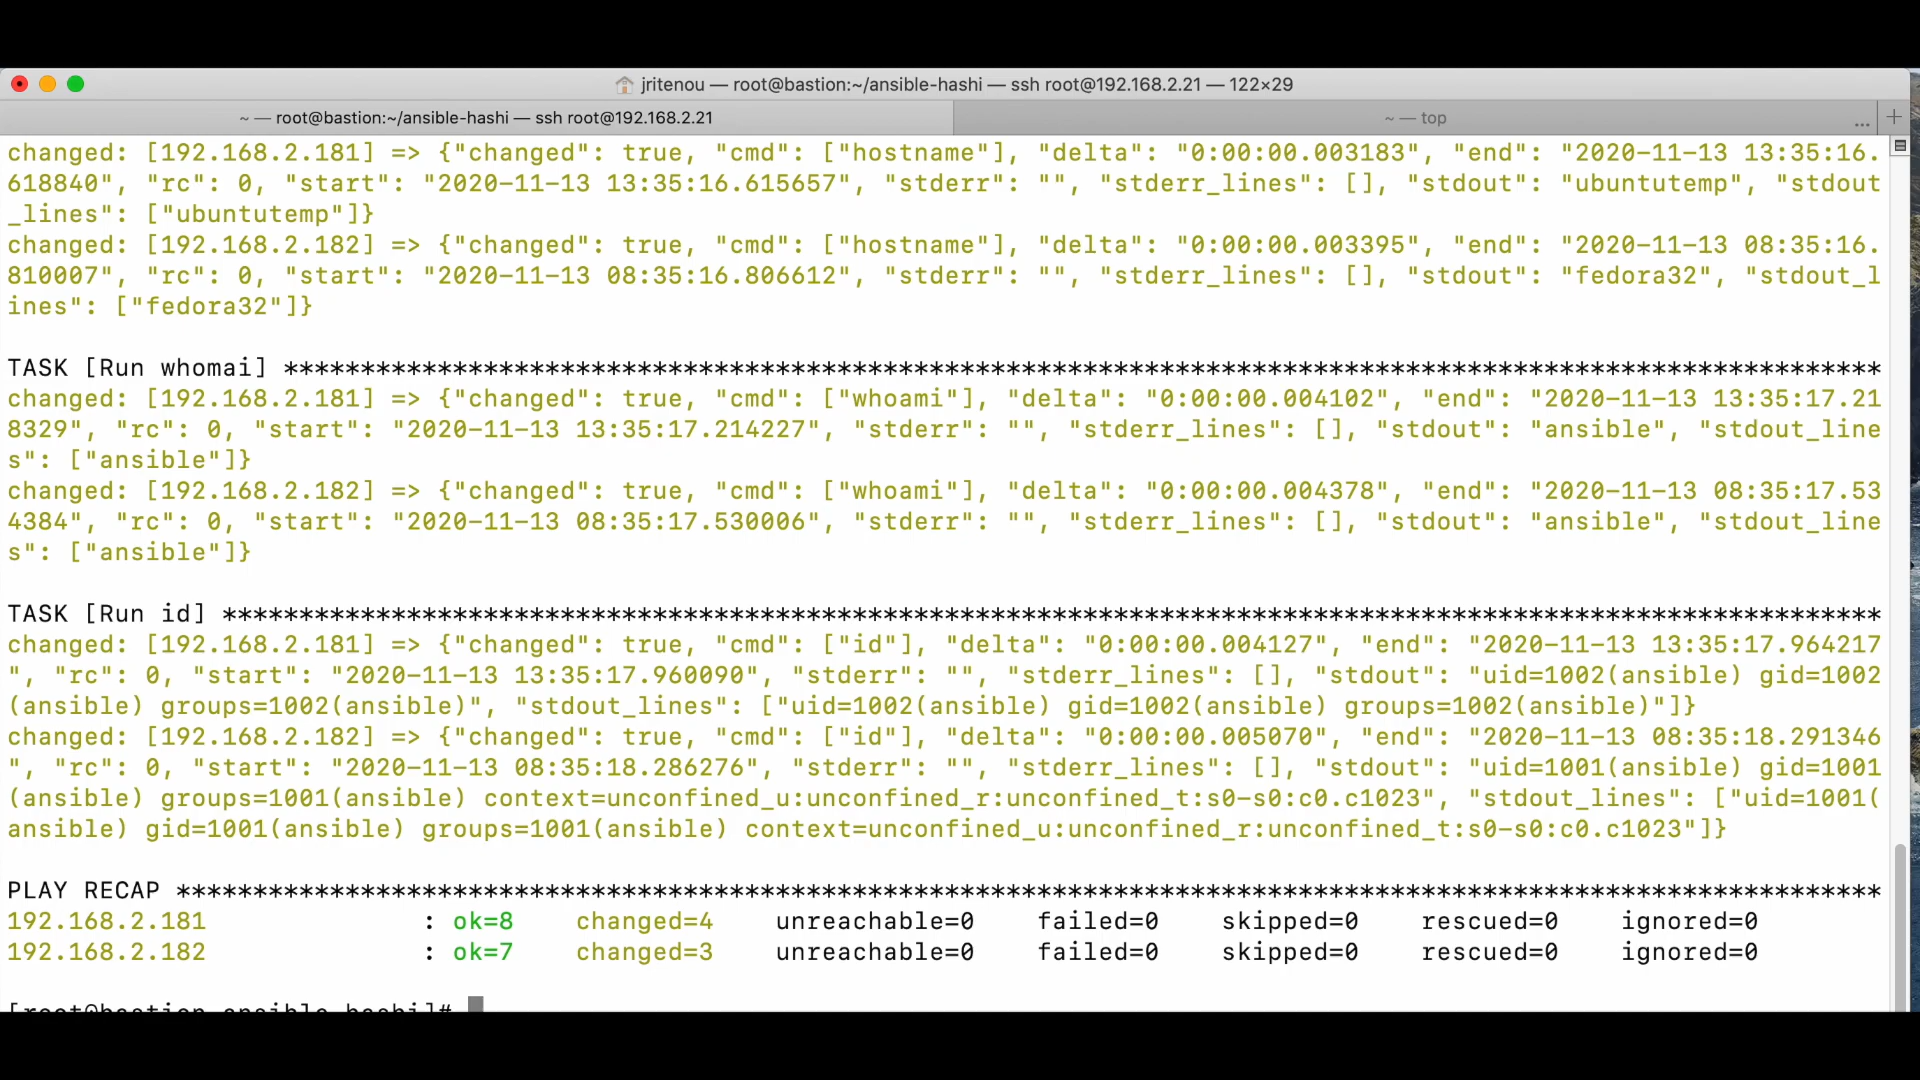 jritenou — root@bastion:~/ansible-hashi — ssh root@192.168.2.21 — 122×29
~ — root@bastion:~/ansible-hashi — ssh root@192.168.2.21
~ — top
... +
changed: [192.168.2.181] => {"changed": true, "cmd": ["hostname"], "delta": "0:00:00.003183", "end": "2020-11-13 13:35:16.
618840", "rc": 0, "start": "2020-11-13 13:35:16.615657", "stderr": "", "stderr_lines": [], "stdout": "ubuntutemp", "stdout
_lines": ["ubuntutemp"]}
changed: [192.168.2.182] => {"changed": true, "cmd": ["hostname"], "delta": "0:00:00.003395", "end": "2020-11-13 08:35:16.
810007", "rc": 0, "start": "2020-11-13 08:35:16.806612", "stderr": "", "stderr_lines": [], "stdout": "fedora32", "stdout_l
ines": ["fedora32"]}
TASK [Run whomai] ********************************************************************************************************
changed: [192.168.2.181] => {"changed": true, "cmd": ["whoami"], "delta": "0:00:00.004102", "end": "2020-11-13 13:35:17.21
8329", "rc": 0, "start": "2020-11-13 13:35:17.214227", "stderr": "", "stderr_lines": [], "stdout": "ansible", "stdout_line
s": ["ansible"]}
changed: [192.168.2.182] => {"changed": true, "cmd": ["whoami"], "delta": "0:00:00.004378", "end": "2020-11-13 08:35:17.53
4384", "rc": 0, "start": "2020-11-13 08:35:17.530006", "stderr": "", "stderr_lines": [], "stdout": "ansible", "stdout_line
s": ["ansible"]}
TASK [Run id] ************************************************************************************************************
changed: [192.168.2.181] => {"changed": true, "cmd": ["id"], "delta": "0:00:00.004127", "end": "2020-11-13 13:35:17.964217
", "rc": 0, "start": "2020-11-13 13:35:17.960090", "stderr": "", "stderr_lines": [], "stdout": "uid=1002(ansible) gid=1002
(ansible) groups=1002(ansible)", "stdout_lines": ["uid=1002(ansible) gid=1002(ansible) groups=1002(ansible)"]}
changed: [192.168.2.182] => {"changed": true, "cmd": ["id"], "delta": "0:00:00.005070", "end": "2020-11-13 08:35:18.291346
", "rc": 0, "start": "2020-11-13 08:35:18.286276", "stderr": "", "stderr_lines": [], "stdout": "uid=1001(ansible) gid=1001
(ansible) groups=1001(ansible) context=unconfined_u:unconfined_r:unconfined_t:s0-s0:c0.c1023", "stdout_lines": ["uid=1001(
ansible) gid=1001(ansible) groups=1001(ansible) context=unconfined_u:unconfined_r:unconfined_t:s0-s0:c0.c1023"]}
PLAY RECAP ***************************************************************************************************************
192.168.2.181 : ok=8 changed=4 unreachable=0 failed=0 skipped=0 rescued=0 ignored=0
192.168.2.182 : ok=7 changed=3 unreachable=0 failed=0 skipped=0 rescued=0 ignored=0
[root@bastion ansible-hashi]#